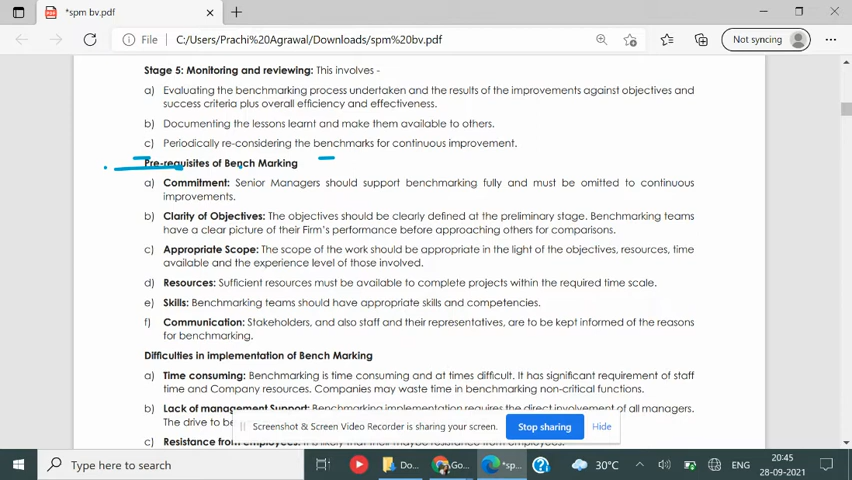 *spm bv.pdf
File C:/Users/Prachi%20Agrawal/Downloads/spm%20bv.pdf Not syncing
Stage 5: Monitoring and reviewing: This involves -
a) Evaluating the benchmarking process undertaken and the results of the improvements against objectives and
success criteria plus overall efficiency and effectiveness.
b) Documenting the lessons learnt and make them available to others.
c) Periodically re-considering the benchmarks for continuous improvement.
Pre-requisites of Bench Marking
a) Commitment: Senior Managers should support benchmarking fully and must be omitted to continuous
improvements.
b) Clarity of Objectives: The objectives should be clearly defined at the preliminary stage. Benchmarking teams
have a clear picture of their Firm's performance before approaching others for comparisons.
c) Appropriate Scope: The scope of the work should be appropriate in the light of the objectives, resources, time
available and the experience level of those involved.
d) Resources: Sufficient resources must be available to complete projects within the required time scale.
e) Skills: Benchmarking teams should have appropriate skills and competencies.
f) Communication: Stakeholders, and also staff and their representatives, are to be kept informed of the reasons
for benchmarking.
Difficulties in implementation of Bench Marking
a) Time consuming: Benchmarking is time consuming and at times difficult. It has significant requirement of staff
time and Company resources. Companies may waste time in benchmarking non-critical functions.
b) Lack of management Support: Benchmarking implementation requires the direct involvement of all managers.
The drive to be
Screenshot & Screen Video Recorder is sharing your screen. Stop sharing Hide
c) Resistance from employees: It is likely that their maybe resistance from employees.
Type here to search Do... Go... *sp... 30°C ENG 20:45
28-09-2021